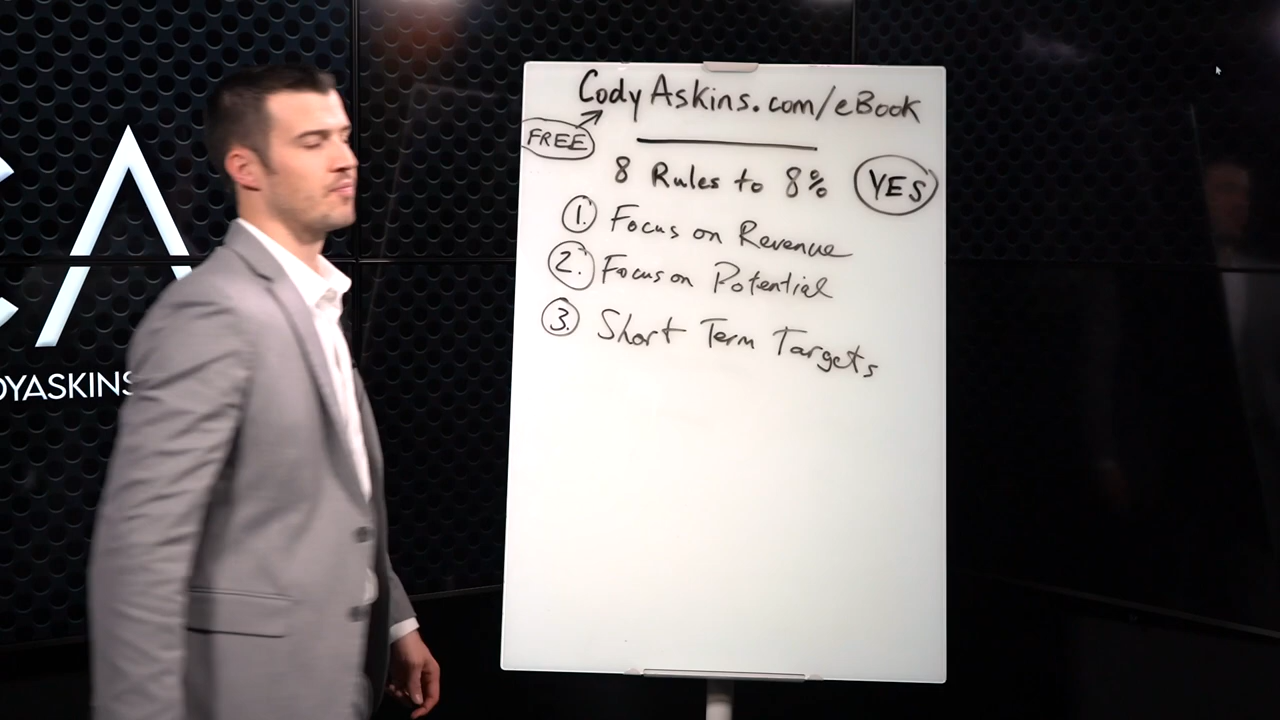 CodyAskins.com/eBook
FREE
8 Rules to 8%
YES
1. Focus on Revenue
2. Focus on Potential
3. Short Term Targets
CA
DYASKINS